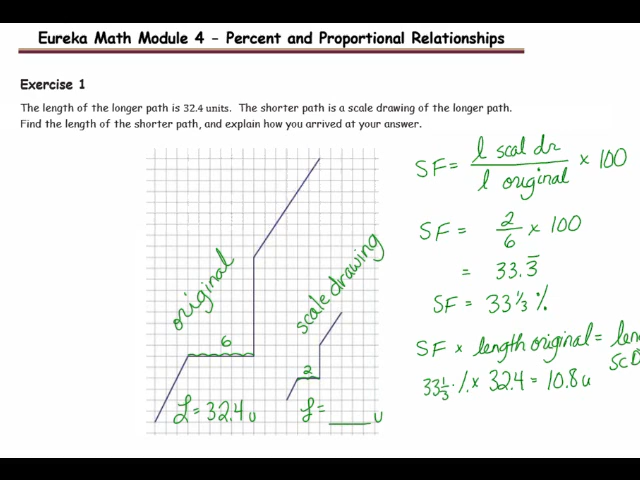 Eureka Math Module 4 – Percent and Proportional Relationships
Exercise 1
The length of the longer path is 32.4 units. The shorter path is a scale drawing of the longer path.
Find the length of the shorter path, and explain how you arrived at your answer.
original
6
L = 32.4 u
scale drawing
2
l = ____ u
SF = l scal dr / l original × 100
SF = 2/6 × 100
= 33.3̅
SF = 33 1/3 %
SF × length original = len
SCD
33 1/3 % × 32.4 = 10.8 u